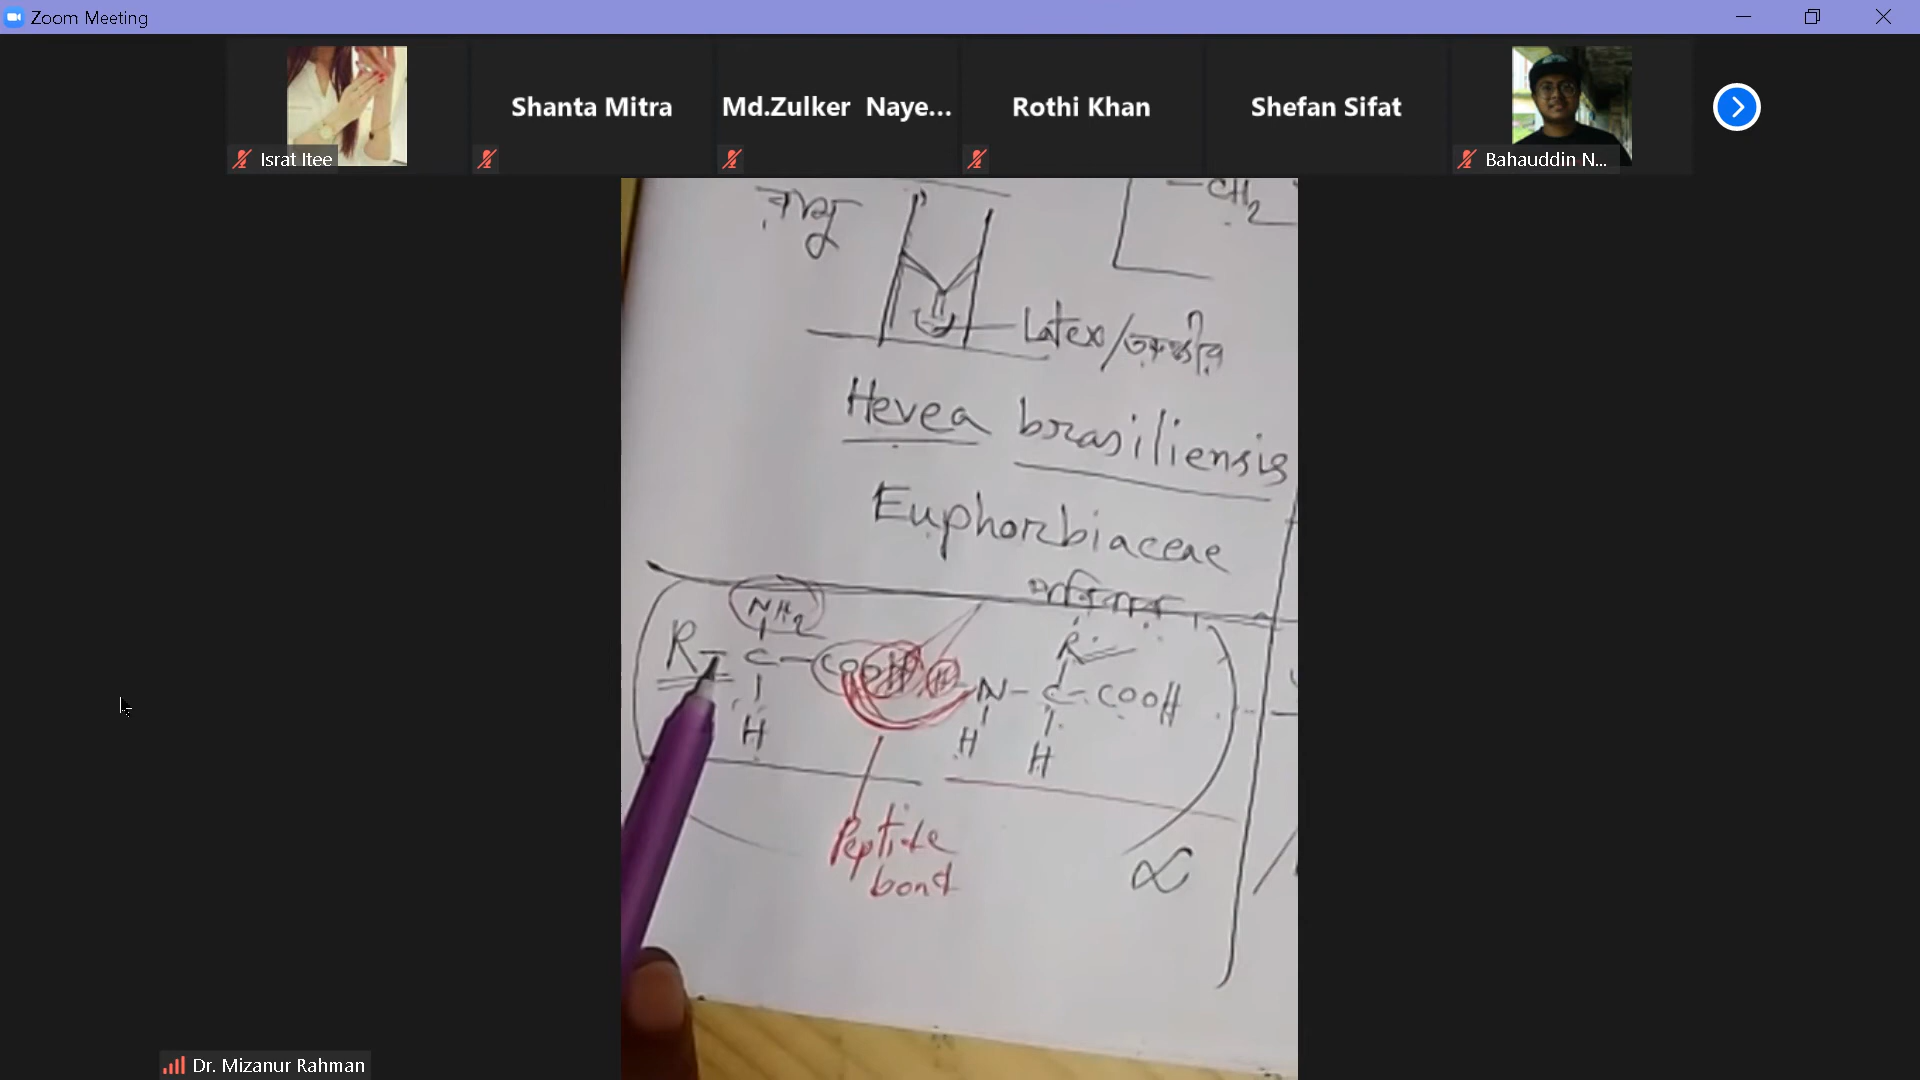 Zoom Meeting
Shanta Mitra
Md.Zulker Naye...
Rothi Khan
Shefan Sifat
Israt Itee
Bahauddin N...
-CH2
Latex/
Hevea brasiliensis
Euphorbiaceae
NH2
R
R - C - COOH H - N - C - COOH
H
H
H
Peptide
bond
∝
Dr. Mizanur Rahman